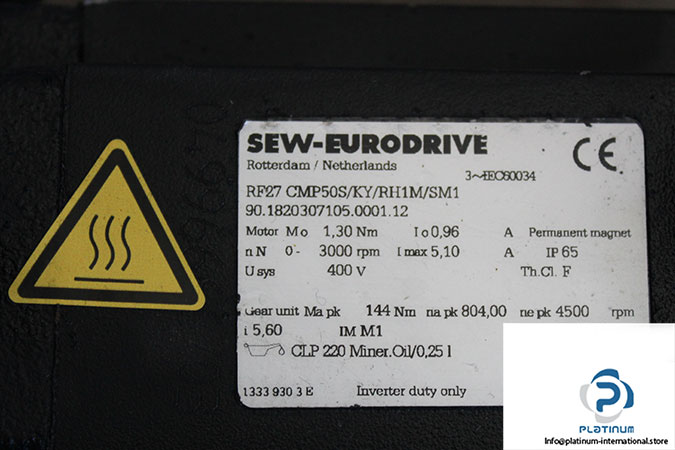 SEW-EURODRIVE
Rotterdam / Netherlands
3~IEC60034
RF27 CMP50S/KY/RH1M/SM1
90.1820307105.0001.12
Motor Mo 1,30 Nm Io 0,96 A Permanent magnet
nN 0- 3000 rpm Imax 5,10 A IP 65
Usys 400 V Th.Cl. F
Gear unit Ma pk 144 Nm na pk 804,00 ne pk 4500 rpm
i 5,60 IM M1
CLP 220 Miner.Oil/0,25 l
1333 930 3 E Inverter duty only
CE
PLATINUM
Info@platinum-international.store